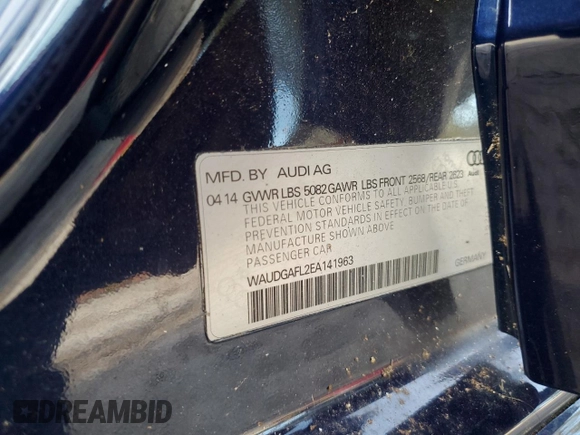 MFD. BY AUDI AG
04 14 GVWR LBS 5082 GAWR LBS FRONT 2568/REAR 2623
THIS VEHICLE CONFORMS TO ALL APPLICABLE U.S.
FEDERAL MOTOR VEHICLE SAFETY, BUMPER AND THEFT
PREVENTION STANDARDS IN EFFECT ON THE DATE OF
MANUFACTURE SHOWN ABOVE
PASSENGER CAR
WAUDGAFL2EA141963
GERMANY
Audi
DREAMBID